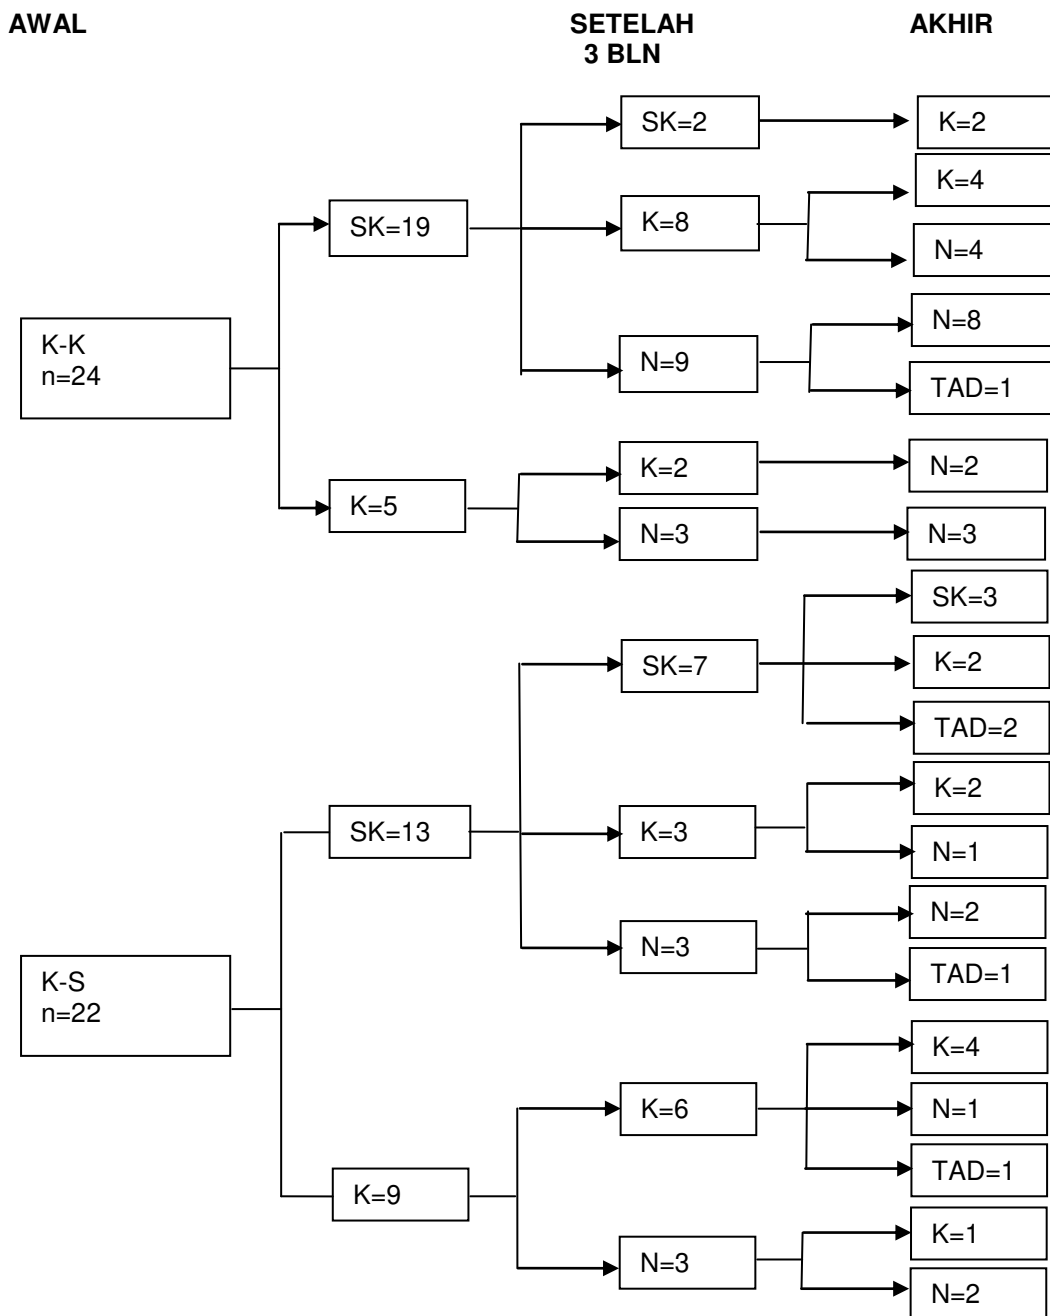 AWAL
SETELAH
3 BLN
AKHIR
SK=2
K=2
K=4
SK=19
K=8
N=4
N=8
K-K
n=24
N=9
TAD=1
K=2
N=2
K=5
N=3
N=3
SK=3
SK=7
K=2
TAD=2
K=2
SK=13
K=3
N=1
N=2
N=3
TAD=1
K-S
n=22
K=4
K=6
N=1
TAD=1
K=9
K=1
N=3
N=2